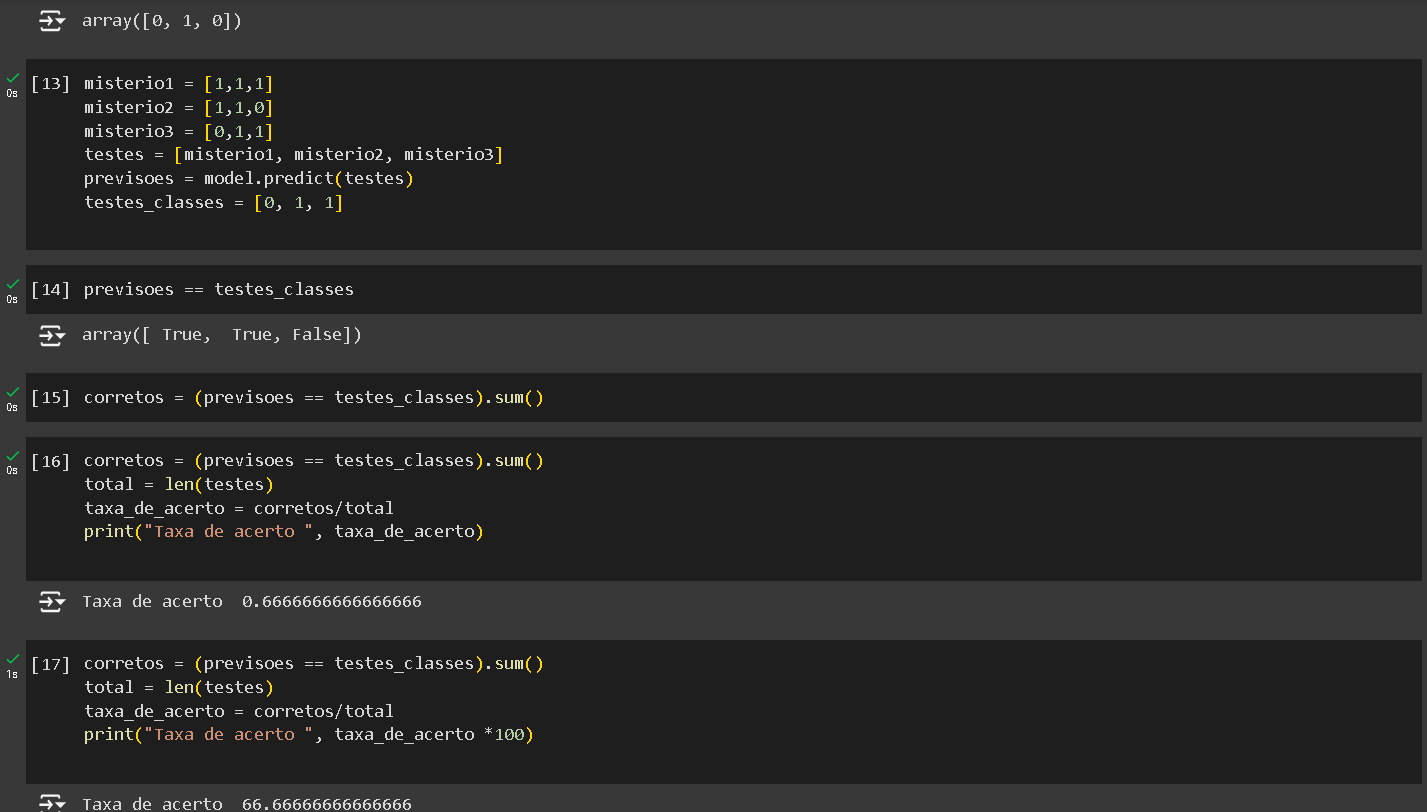 array([0, 1, 0])
0s
[13] misterio1 = [1,1,1]
misterio2 = [1,1,0]
misterio3 = [0,1,1]
testes = [misterio1, misterio2, misterio3]
previsoes = model.predict(testes)
testes_classes = [0, 1, 1]
0s
[14] previsoes == testes_classes
array([ True,  True, False])
0s
[15] corretos = (previsoes == testes_classes).sum()
0s
[16] corretos = (previsoes == testes_classes).sum()
total = len(testes)
taxa_de_acerto = corretos/total
print("Taxa de acerto ", taxa_de_acerto)
Taxa de acerto  0.6666666666666666
1s
[17] corretos = (previsoes == testes_classes).sum()
total = len(testes)
taxa_de_acerto = corretos/total
print("Taxa de acerto ", taxa_de_acerto *100)
Taxa de acerto  66.66666666666666